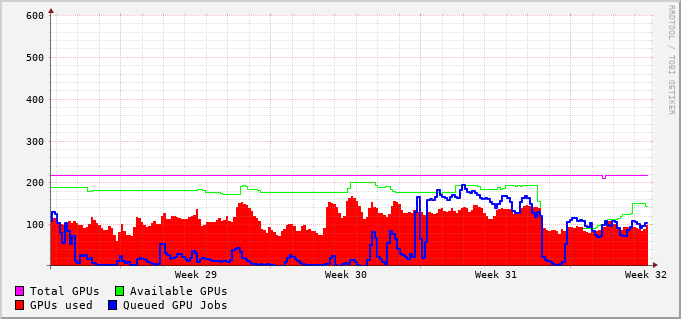 600
500
400
300
200
100
Week 29 Week 30 Week 31 Week 32
Total GPUs Available GPUs
GPUs used Queued GPU Jobs
RRDTOOL / TOBI OETIKER